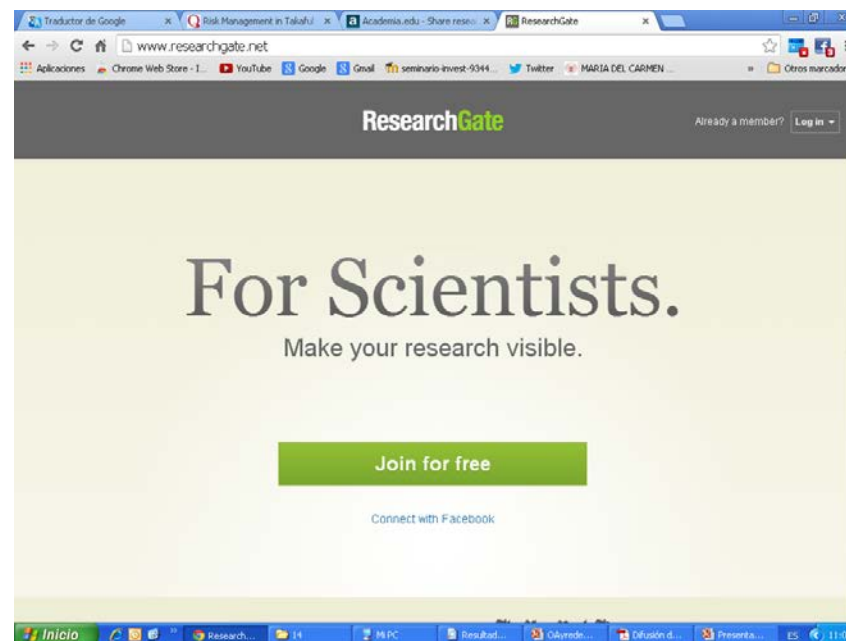 Traductor de Google
Risk Management in Takaful
Academia.edu - Share resea
ResearchGate
www.researchgate.net
Aplicaciones
Chrome Web Store - I...
YouTube
Google
Gmail
seminario-invest-9344...
Twitter
MARIA DEL CARMEN ...
Otros marcador
ResearchGate
Already a member?
Log in
For Scientists.
Make your research visible.
Join for free
Connect with Facebook
Inicio
Research...
14
MiPC
Resultad...
OAyrede...
Difusión d...
Presenta...
ES